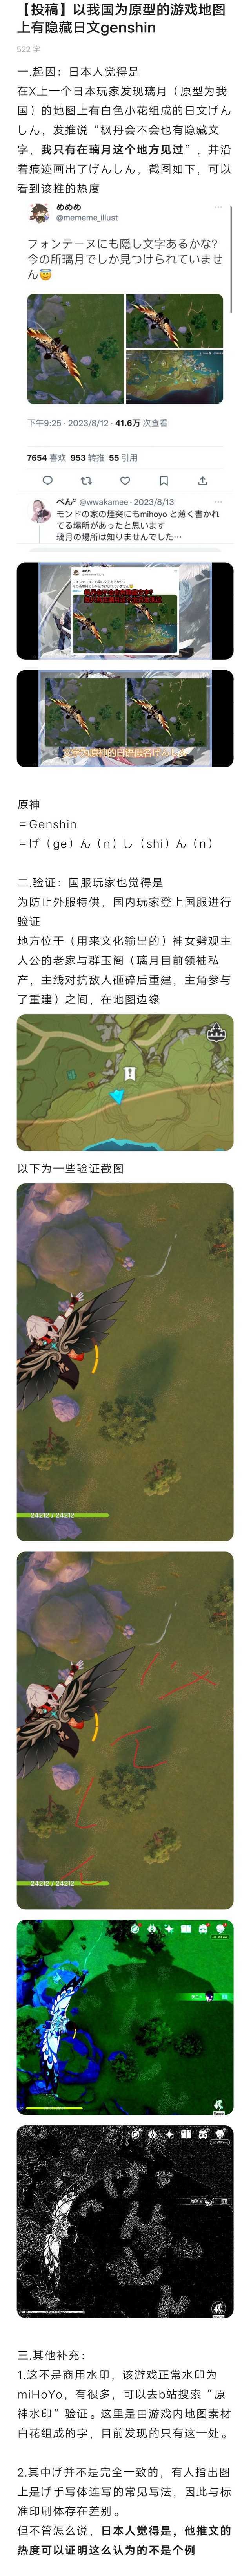 【投稿】以我国为原型的游戏地图
上有隐藏日文genshin
522 字
一.起因：日本人觉得是
在X上一个日本玩家发现璃月（原型为我
国）的地图上有白色小花组成的日文げん
しん，发推说“枫丹会不会也有隐藏文
字，我只有在璃月这个地方见过”，并沿
着痕迹画出了げんしん，截图如下，可以
看到该推的热度
めめめ
@mememe_illust
フォンテーヌにも隠し文字あるかな?
今の所璃月でしか見つけられていませ
ん😇
下午9:25 · 2023/8/12 · 41.6万 次查看
7654 喜欢 953 转推 55 引用
ぺん @wwakamee · 2023/8/13
モンドの家の煙突にもmihoyo と薄く書かれ
てる場所があったと思います
璃月の場所は知りませんでした…
原神
＝Genshin
＝げ（ge）ん（n）し（shi）ん（n）
二.验证：国服玩家也觉得是
为防止外服特供，国内玩家登上国服进行
验证
地方位于（用来文化输出的）神女劈观主
人公的老家与群玉阁（璃月目前领袖私
产，主线对抗敌人砸碎后重建，主角参与
了重建）之间，在地图边缘
以下为一些验证截图
24212 / 24212
24212 / 24212
三.其他补充：
1.这不是商用水印，该游戏正常水印为
miHoYo，有很多，可以去b站搜索“原
神水印”验证。这里是由游戏内地图素材
白花组成的字，目前发现的只有这一处。
2.其中げ并不是完全一致的，有人指出图
上是げ手写体连写的常见写法，因此与标
准印刷体存在差别。
但不管怎么说，日本人觉得是，他推文的
热度可以证明这么认为的不是个例